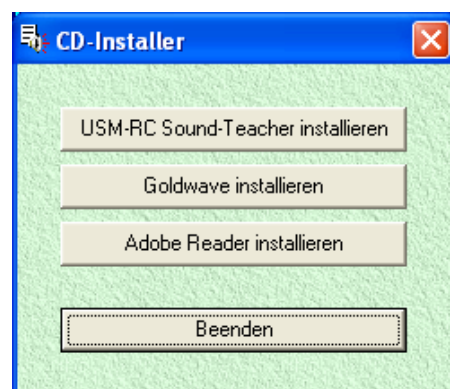 CD-Installer
USM-RC Sound-Teacher installieren
Goldwave installieren
Adobe Reader installieren
Beenden